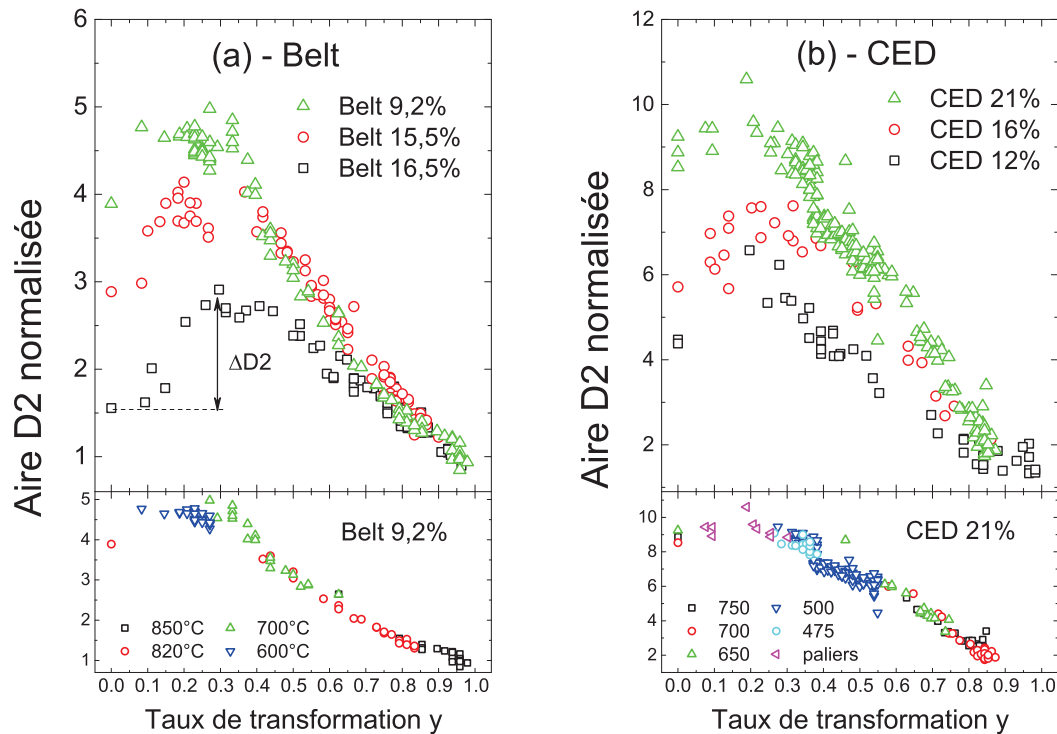 (a) - Belt
Belt 9,2%
Belt 15,5%
Belt 16,5%
ΔD2
Aire D2 normalisée
6
5
4
3
2
1
Belt 9,2%
850°C
700°C
820°C
600°C
5
4
3
2
1
0.0 0.1 0.2 0.3 0.4 0.5 0.6 0.7 0.8 0.9 1.0
Taux de transformation y
(b) - CED
CED 21%
CED 16%
CED 12%
Aire D2 normalisée
12
10
8
6
4
2
CED 21%
750
500
700
475
650
paliers
10
8
6
4
2
0.0 0.1 0.2 0.3 0.4 0.5 0.6 0.7 0.8 0.9 1.0
Taux de transformation y